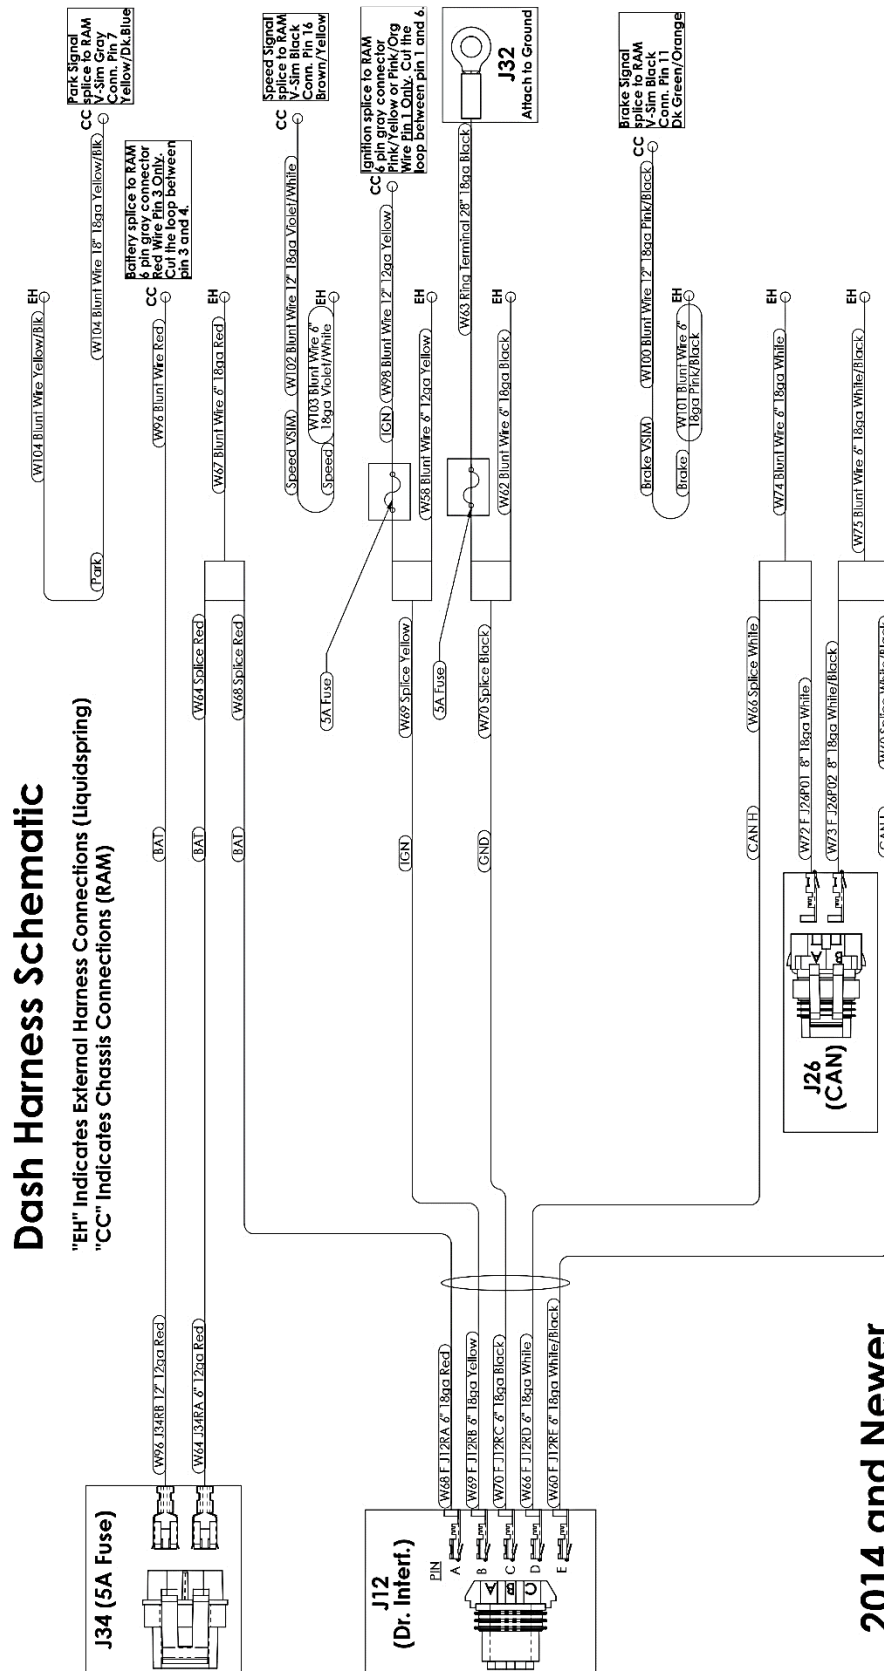 Dash Harness Schematic
"EH" Indicates External Harness Connections (Liquidspring)
"CC" Indicates Chassis Connections (RAM)
J34 (5A Fuse)
W96 J34RB 12" 12ga Red
BAT
W96 Blunt Wire Red
CC
Battery splice to RAM
6 pin gray connector
Red Wire Pin 3 Only.
Cut the loop between
pin 3 and 4.
W64 J34RA 6" 12ga Red
BAT
W64 Splice Red
BAT
W68 Splice Red
W67 Blunt Wire 6" 18ga Red
EH
Park
W104 Blunt Wire Yellow/Blk
EH
W104 Blunt Wire 18" 18ga Yellow/Blk
CC
Park Signal
splice to RAM
V-Sim Gray
Conn. Pin 7
Yellow/Dk.Blue
Speed VSIM
W102 Blunt Wire 12" 18ga Violet/White
CC
Speed Signal
splice to RAM
V-Sim Black
Conn. Pin 16
Brown/Yellow
Speed
W103 Blunt Wire 6"
18ga Violet/White
EH
5A Fuse
IGN
W98 Blunt Wire 12" 12ga Yellow
CC
Ignition splice to RAM
6 pin gray connector
Pink/Yellow or Pink/Org
Wire Pin 1 Only. Cut the
loop between pin 1 and 6.
IGN
W69 Splice Yellow
W58 Blunt Wire 6" 12ga Yellow
EH
5A Fuse
W63 Ring Terminal 28" 18ga Black
J32
Attach to Ground
GND
W70 Splice Black
W62 Blunt Wire 6" 18ga Black
EH
Brake VSIM
W100 Blunt Wire 12" 18ga Pink/Black
CC
Brake Signal
splice to RAM
V-Sim Black
Conn. Pin 11
Dk Green/Orange
Brake
W101 Blunt Wire 6"
18ga Pink/Black
EH
J12
(Dr. Interf.)
PIN
A
B
C
D
E
A
B
C
W68 F J12RA 6" 18ga Red
W69 F J12RB 6" 18ga Yellow
W70 F J12RC 6" 18ga Black
W66 F J12RD 6" 18ga White
W60 F J12RE 6" 18ga White/Black
CAN H
W66 Splice White
W74 Blunt Wire 6" 18ga White
EH
J26
(CAN)
A
B
W72 F J26P01 8" 18ga White
W73 F J26P02 8" 18ga White/Black
W75 Blunt Wire 6" 18ga White/Black
EH
2014 and Newer